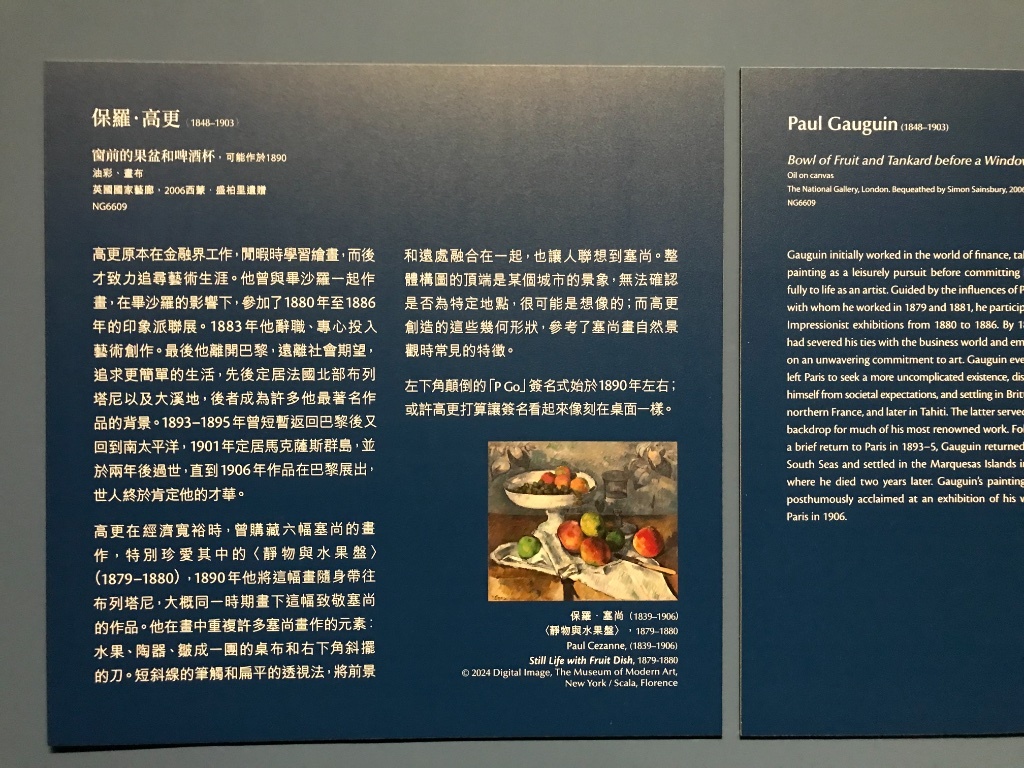 保羅·高更（1848–1903）
窗前的果盆和啤酒杯，可能作於1890
油彩、畫布
英國國家藝廊，2006西蒙．盛柏里遺贈
NG6609
高更原本在金融界工作，閒暇時學習繪畫，而後
才致力追尋藝術生涯。他曾與畢沙羅一起作
畫，在畢沙羅的影響下，參加了1880年至1886
年的印象派聯展。1883年他辭職、專心投入
藝術創作。最後他離開巴黎，遠離社會期望，
追求更簡單的生活，先後定居法國北部布列
塔尼以及大溪地，後者成為許多他最著名作
品的背景。1893–1895年曾短暫返回巴黎後又
回到南太平洋，1901年定居馬克薩斯群島，並
於兩年後過世，直到1906年作品在巴黎展出，
世人終於肯定他的才華。
高更在經濟寬裕時，曾購藏六幅塞尚的畫
作，特別珍愛其中的〈靜物與水果盤〉
（1879–1880），1890年他將這幅畫隨身帶往
布列塔尼，大概同一時期畫下這幅致敬塞尚
的作品。他在畫中重複許多塞尚畫作的元素：
水果、陶器、皺成一團的桌布和右下角斜擺
的刀。短斜線的筆觸和扁平的透視法，將前景
和遠處融合在一起，也讓人聯想到塞尚。整
體構圖的頂端是某個城市的景象，無法確認
是否為特定地點，很可能是想像的；而高更
創造的這些幾何形狀，參考了塞尚畫自然景
觀時常見的特徵。
左下角顛倒的「P Go」簽名式始於1890年左右；
或許高更打算讓簽名看起來像刻在桌面一樣。
保羅．塞尚（1839–1906）
〈靜物與水果盤〉，1879–1880
Paul Cezanne, (1839–1906)
Still Life with Fruit Dish, 1879-1880
© 2024 Digital Image, The Museum of Modern Art,
New York / Scala, Florence
Paul Gauguin (1848–1903)
Bowl of Fruit and Tankard before a Windo
Oil on canvas
The National Gallery, London. Bequeathed by Simon Sainsbury, 2006
NG6609
Gauguin initially worked in the world of finance, ta
painting as a leisurely pursuit before committing
fully to life as an artist. Guided by the influences of P
with whom he worked in 1879 and 1881, he particip
Impressionist exhibitions from 1880 to 1886. By 18
had severed his ties with the business world and em
on an unwavering commitment to art. Gauguin eve
left Paris to seek a more uncomplicated existence, dis
himself from societal expectations, and settling in Britt
northern France, and later in Tahiti. The latter served
backdrop for much of his most renowned work. Fol
a brief return to Paris in 1893–5, Gauguin returned
South Seas and settled in the Marquesas Islands in
where he died two years later. Gauguin's painting
posthumously acclaimed at an exhibition of his w
Paris in 1906.